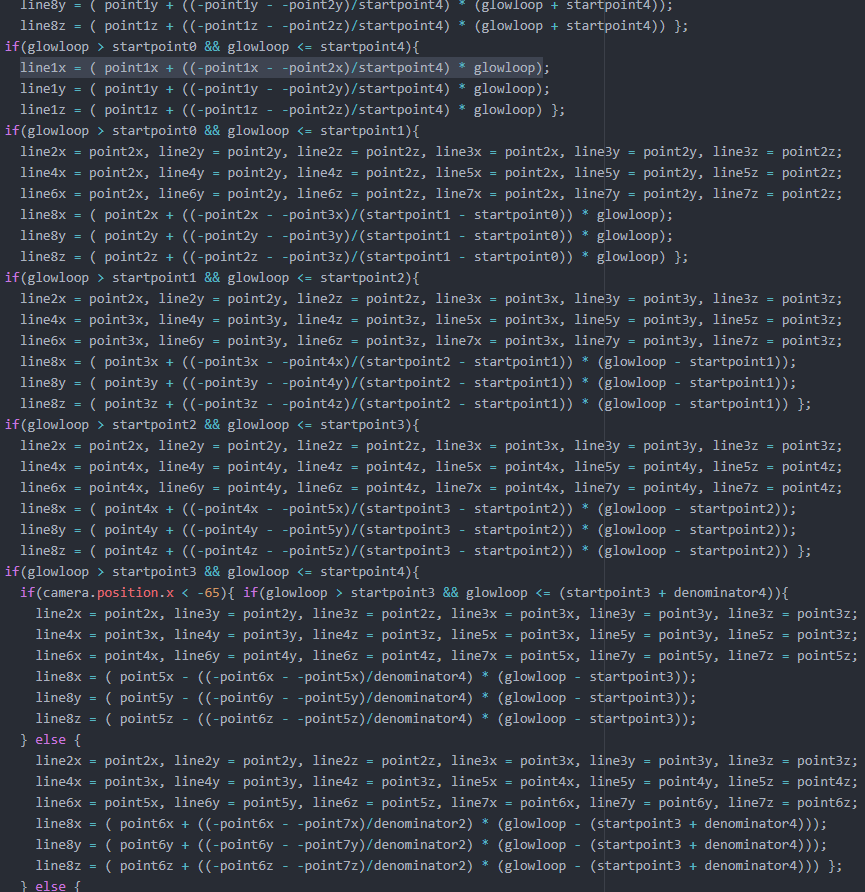 line8y = ( point1y + ((-point1y - -point2y)/startpoint4) * (glowloop + startpoint4));
line8z = ( point1z + ((-point1z - -point2z)/startpoint4) * (glowloop + startpoint4)) };
if(glowloop > startpoint0 && glowloop <= startpoint4){
line1x = ( point1x + ((-point1x - -point2x)/startpoint4) * glowloop);
line1y = ( point1y + ((-point1y - -point2y)/startpoint4) * glowloop);
line1z = ( point1z + ((-point1z - -point2z)/startpoint4) * glowloop) };
if(glowloop > startpoint0 && glowloop <= startpoint1){
line2x = point2x, line2y = point2y, line2z = point2z, line3x = point2x, line3y = point2y, line3z = point2z;
line4x = point2x, line4y = point2y, line4z = point2z, line5x = point2x, line5y = point2y, line5z = point2z;
line6x = point2x, line6y = point2y, line6z = point2z, line7x = point2x, line7y = point2y, line7z = point2z;
line8x = ( point2x + ((-point2x - -point3x)/(startpoint1 - startpoint0)) * glowloop);
line8y = ( point2y + ((-point2y - -point3y)/(startpoint1 - startpoint0)) * glowloop);
line8z = ( point2z + ((-point2z - -point3z)/(startpoint1 - startpoint0)) * glowloop) };
if(glowloop > startpoint1 && glowloop <= startpoint2){
line2x = point2x, line2y = point2y, line2z = point2z, line3x = point3x, line3y = point3y, line3z = point3z;
line4x = point3x, line4y = point3y, line4z = point3z, line5x = point3x, line5y = point3y, line5z = point3z;
line6x = point3x, line6y = point3y, line6z = point3z, line7x = point3x, line7y = point3y, line7z = point3z;
line8x = ( point3x + ((-point3x - -point4x)/(startpoint2 - startpoint1)) * (glowloop - startpoint1));
line8y = ( point3y + ((-point3y - -point4y)/(startpoint2 - startpoint1)) * (glowloop - startpoint1));
line8z = ( point3z + ((-point3z - -point4z)/(startpoint2 - startpoint1)) * (glowloop - startpoint1)) };
if(glowloop > startpoint2 && glowloop <= startpoint3){
line2x = point2x, line2y = point2y, line2z = point2z, line3x = point3x, line3y = point3y, line3z = point3z;
line4x = point4x, line4y = point4y, line4z = point4z, line5x = point4x, line5y = point4y, line5z = point4z;
line6x = point4x, line6y = point4y, line6z = point4z, line7x = point4x, line7y = point4y, line7z = point4z;
line8x = ( point4x + ((-point4x - -point5x)/(startpoint3 - startpoint2)) * (glowloop - startpoint2));
line8y = ( point4y + ((-point4y - -point5y)/(startpoint3 - startpoint2)) * (glowloop - startpoint2));
line8z = ( point4z + ((-point4z - -point5z)/(startpoint3 - startpoint2)) * (glowloop - startpoint2)) };
if(glowloop > startpoint3 && glowloop <= startpoint4){
if(camera.position.x < -65){ if(glowloop > startpoint3 && glowloop <= (startpoint3 + denominator4)){
line2x = point2x, line3y = point2y, line3z = point2z, line3x = point3x, line3y = point3y, line3z = point3z;
line4x = point3x, line4y = point3y, line4z = point3z, line5x = point3x, line5y = point3y, line5z = point3z;
line6x = point4x, line6y = point4y, line6z = point4z, line7x = point5x, line7y = point5y, line7z = point5z;
line8x = ( point5x - ((-point6x - -point5x)/denominator4) * (glowloop - startpoint3));
line8y = ( point5y - ((-point6y - -point5y)/denominator4) * (glowloop - startpoint3));
line8z = ( point5z - ((-point6z - -point5z)/denominator4) * (glowloop - startpoint3));
} else {
line2x = point2x, line2y = point2y, line2z = point2z, line3x = point3x, line3y = point3y, line3z = point3z;
line4x = point3x, line4y = point3y, line4z = point3z, line5x = point4x, line5y = point4y, line5z = point4z;
line6x = point5x, line6y = point5y, line6z = point5z, line7x = point6x, line7y = point6y, line7z = point6z;
line8x = ( point6x + ((-point6x - -point7x)/denominator2) * (glowloop - (startpoint3 + denominator4)));
line8y = ( point6y + ((-point6y - -point7y)/denominator2) * (glowloop - (startpoint3 + denominator4)));
line8z = ( point6z + ((-point6z - -point7z)/denominator2) * (glowloop - (startpoint3 + denominator4))) };
} else {